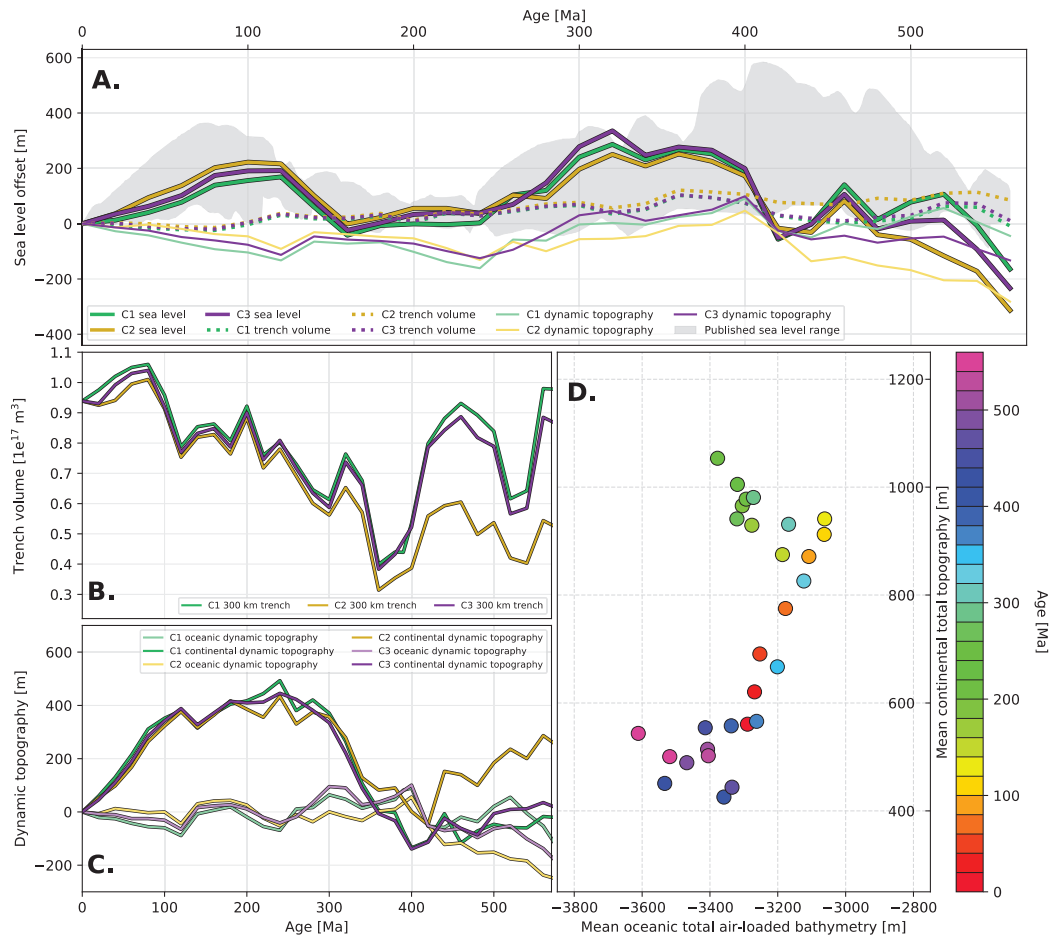 Age [Ma]
0 100 200 300 400 500
A.
Sea level offset [m]
600
400
200
0
−200
−400
C1 sea level
C2 sea level
C3 sea level
C1 trench volume
C2 trench volume
C3 trench volume
C1 dynamic topography
C2 dynamic topography
C3 dynamic topography
Published sea level range
Trench volume [1e¹⁷ m³]
1.1
1.0
0.9
0.8
0.7
0.6
0.5
0.4
0.3
B.
C1 300 km trench C2 300 km trench C3 300 km trench
Dynamic topography [m]
600
400
200
0
−200
C1 oceanic dynamic topography
C1 continental dynamic topography
C2 oceanic dynamic topography
C2 continental dynamic topography
C3 oceanic dynamic topography
C3 continental dynamic topography
C.
0 100 200 300 400 500
Age [Ma]
D.
1200
1000
800
600
400
Mean continental total topography [m]
−3800 −3600 −3400 −3200 −3000 −2800
Mean oceanic total air-loaded bathymetry [m]
500
400
300
200
100
0
Age [Ma]